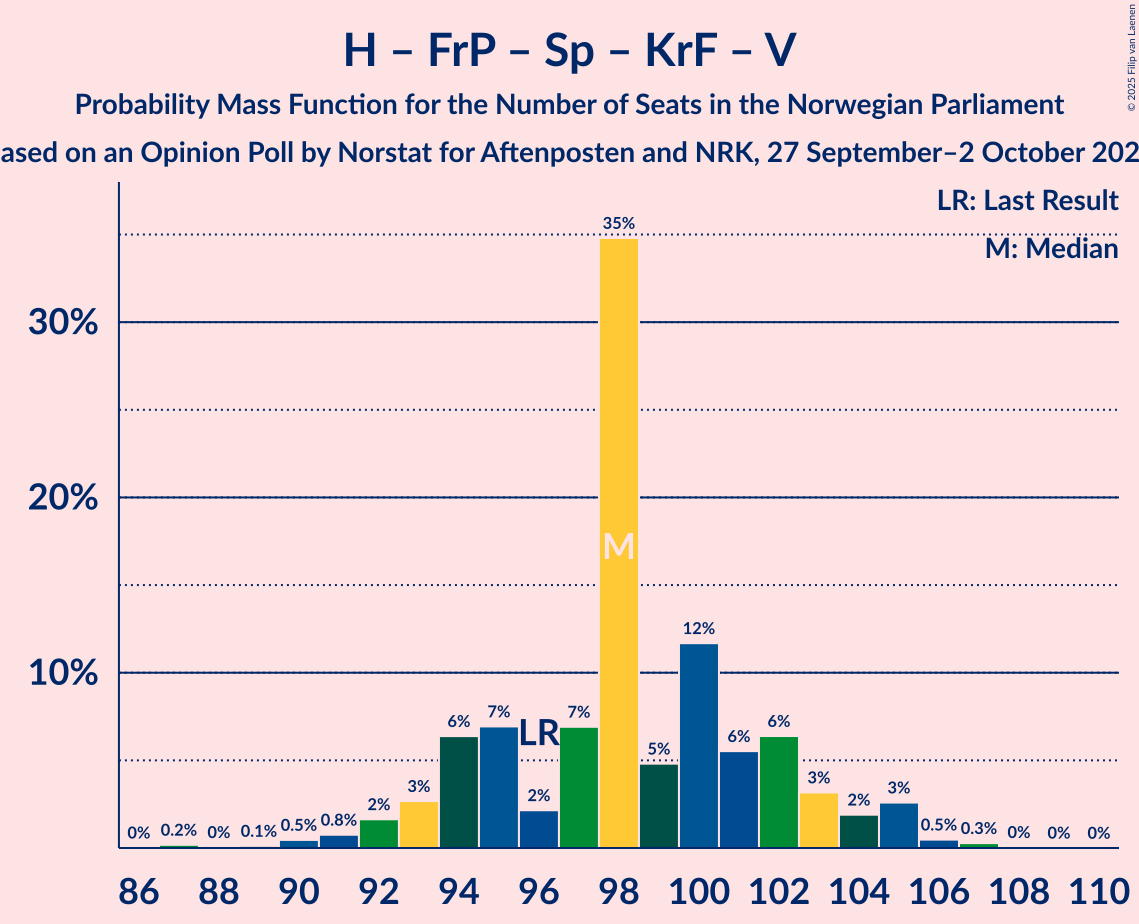 H – FrP – Sp – KrF – V
Probability Mass Function for the Number of Seats in the Norwegian Parliament
ased on an Opinion Poll by Norstat for Aftenposten and NRK, 27 September–2 October 202
© 2025 Filip van Laenen
LR: Last Result
M: Median
30%
20%
10%
0% 0.2% 0% 0.1% 0.5% 0.8% 2% 3% 6% 7% 2% 7% 35% 5% 12% 6% 6% 3% 2% 3% 0.5% 0.3% 0% 0% 0%
LR
M
86 88 90 92 94 96 98 100 102 104 106 108 110